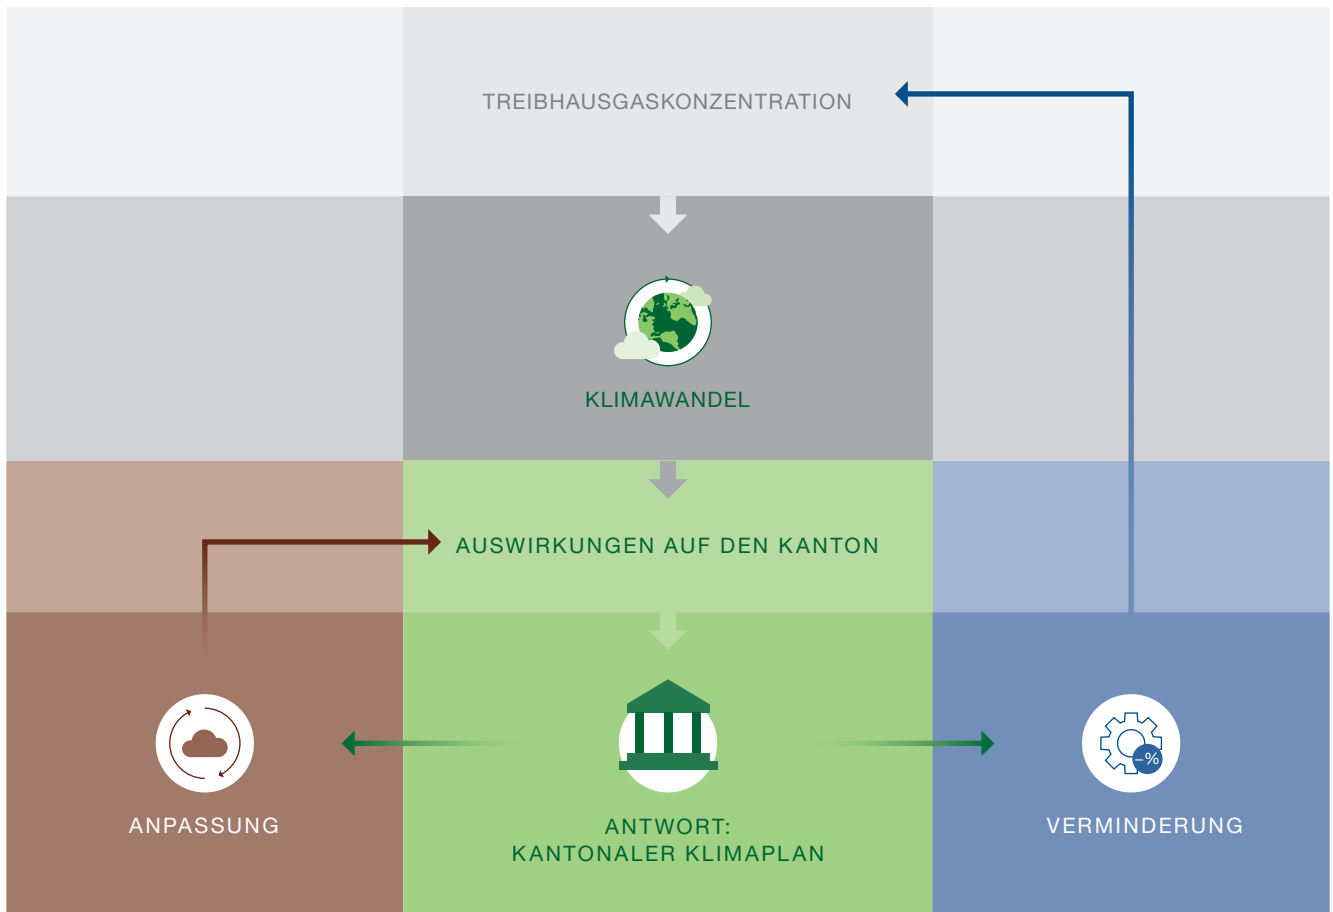 TREIBHAUSGASKONZENTRATION
KLIMAWANDEL
AUSWIRKUNGEN AUF DEN KANTON
–%
ANPASSUNG
ANTWORT:
KANTONALER KLIMAPLAN
VERMINDERUNG